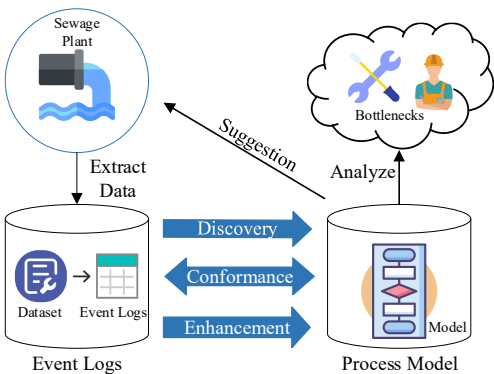 Sewage
Plant
Bottlenecks
Suggestion
Extract
Data
Analyze
Discovery
Conformance
Enhancement
Dataset
Event Logs
Model
Event Logs
Process Model